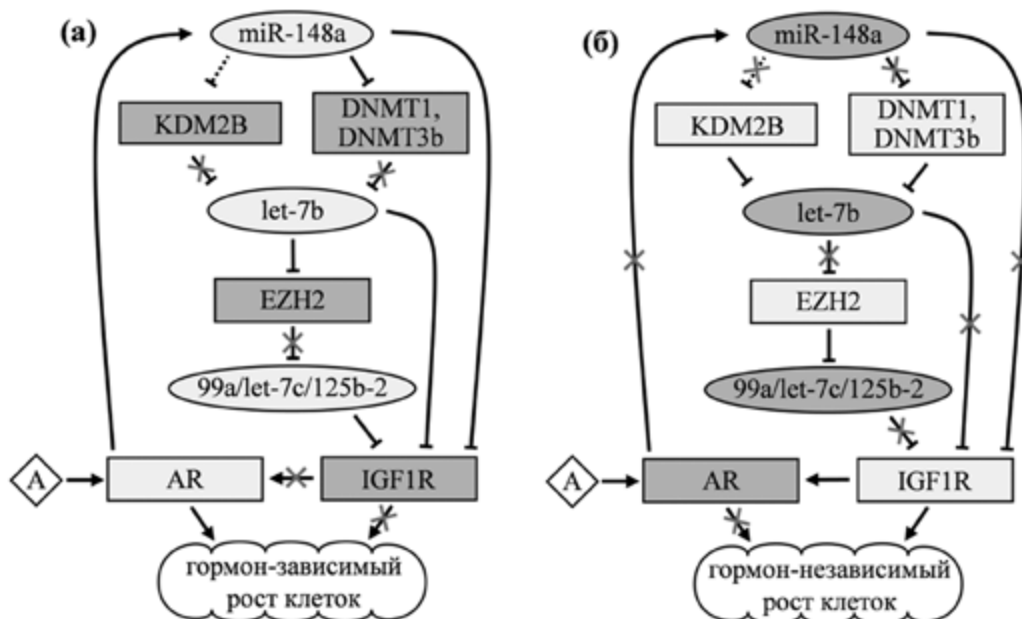 (а)
miR-148a
KDM2B
DNMT1,
DNMT3b
let-7b
EZH2
99a/let-7c/125b-2
A
AR
IGF1R
гормон-зависимый
рост клеток
(б)
miR-148a
KDM2B
DNMT1,
DNMT3b
let-7b
EZH2
99a/let-7c/125b-2
A
AR
IGF1R
гормон-независимый
рост клеток